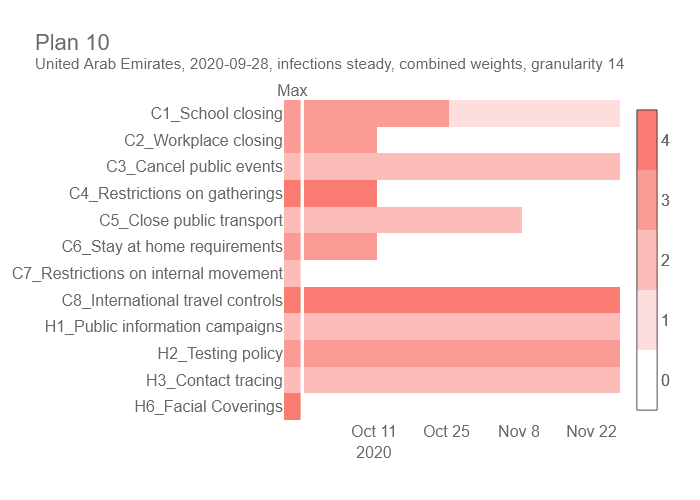 Plan 10
United Arab Emirates, 2020-09-28, infections steady, combined weights, granularity 14
Max
C1_School closing
C2_Workplace closing
C3_Cancel public events
C4_Restrictions on gatherings
C5_Close public transport
C6_Stay at home requirements
C7_Restrictions on internal movement
C8_International travel controls
H1_Public information campaigns
H2_Testing policy
H3_Contact tracing
H6_Facial Coverings
4
3
2
1
0
Oct 11 Oct 25 Nov 8 Nov 22
2020